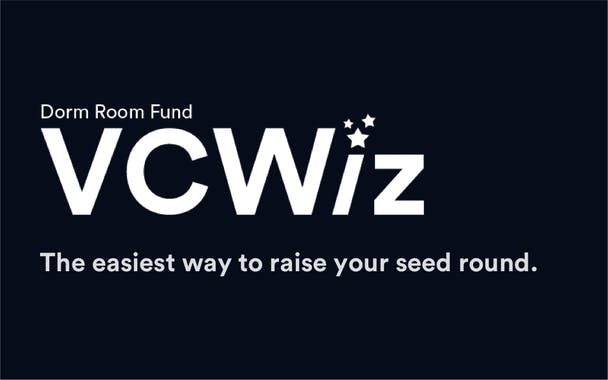 Dorm Room Fund
VCWiz
The easiest way to raise your seed round.